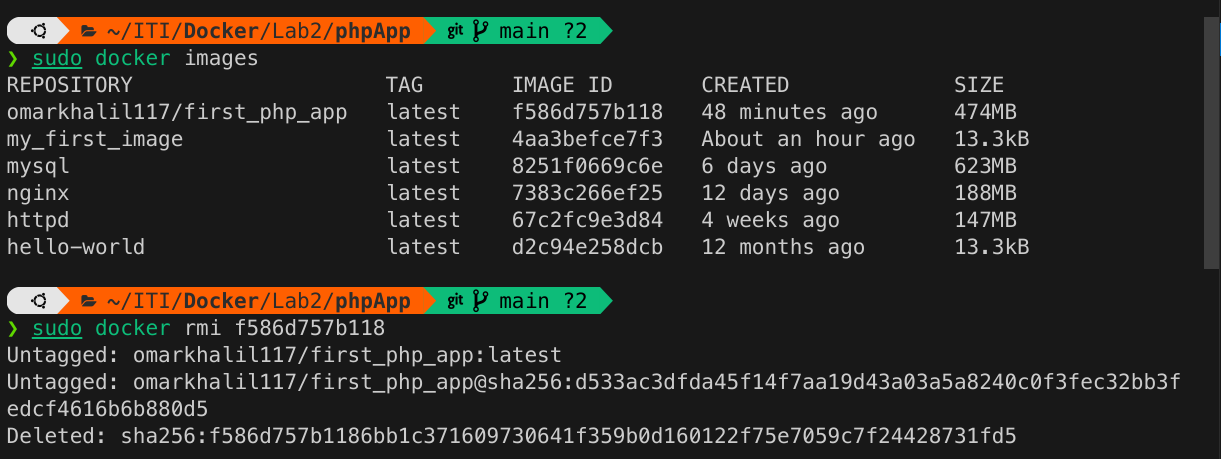 ~/ITI/Docker/Lab2/phpApp git main ?2
❯ sudo docker images
REPOSITORY TAG IMAGE ID CREATED SIZE
omarkhalil117/first_php_app latest f586d757b118 48 minutes ago 474MB
my_first_image latest 4aa3befce7f3 About an hour ago 13.3kB
mysql latest 8251f0669c6e 6 days ago 623MB
nginx latest 7383c266ef25 12 days ago 188MB
httpd latest 67c2fc9e3d84 4 weeks ago 147MB
hello-world latest d2c94e258dcb 12 months ago 13.3kB
~/ITI/Docker/Lab2/phpApp git main ?2
❯ sudo docker rmi f586d757b118
Untagged: omarkhalil117/first_php_app:latest
Untagged: omarkhalil117/first_php_app@sha256:d533ac3dfda45f14f7aa19d43a03a5a8240c0f3fec32bb3f
edcf4616b6b880d5
Deleted: sha256:f586d757b1186bb1c371609730641f359b0d160122f75e7059c7f24428731fd5